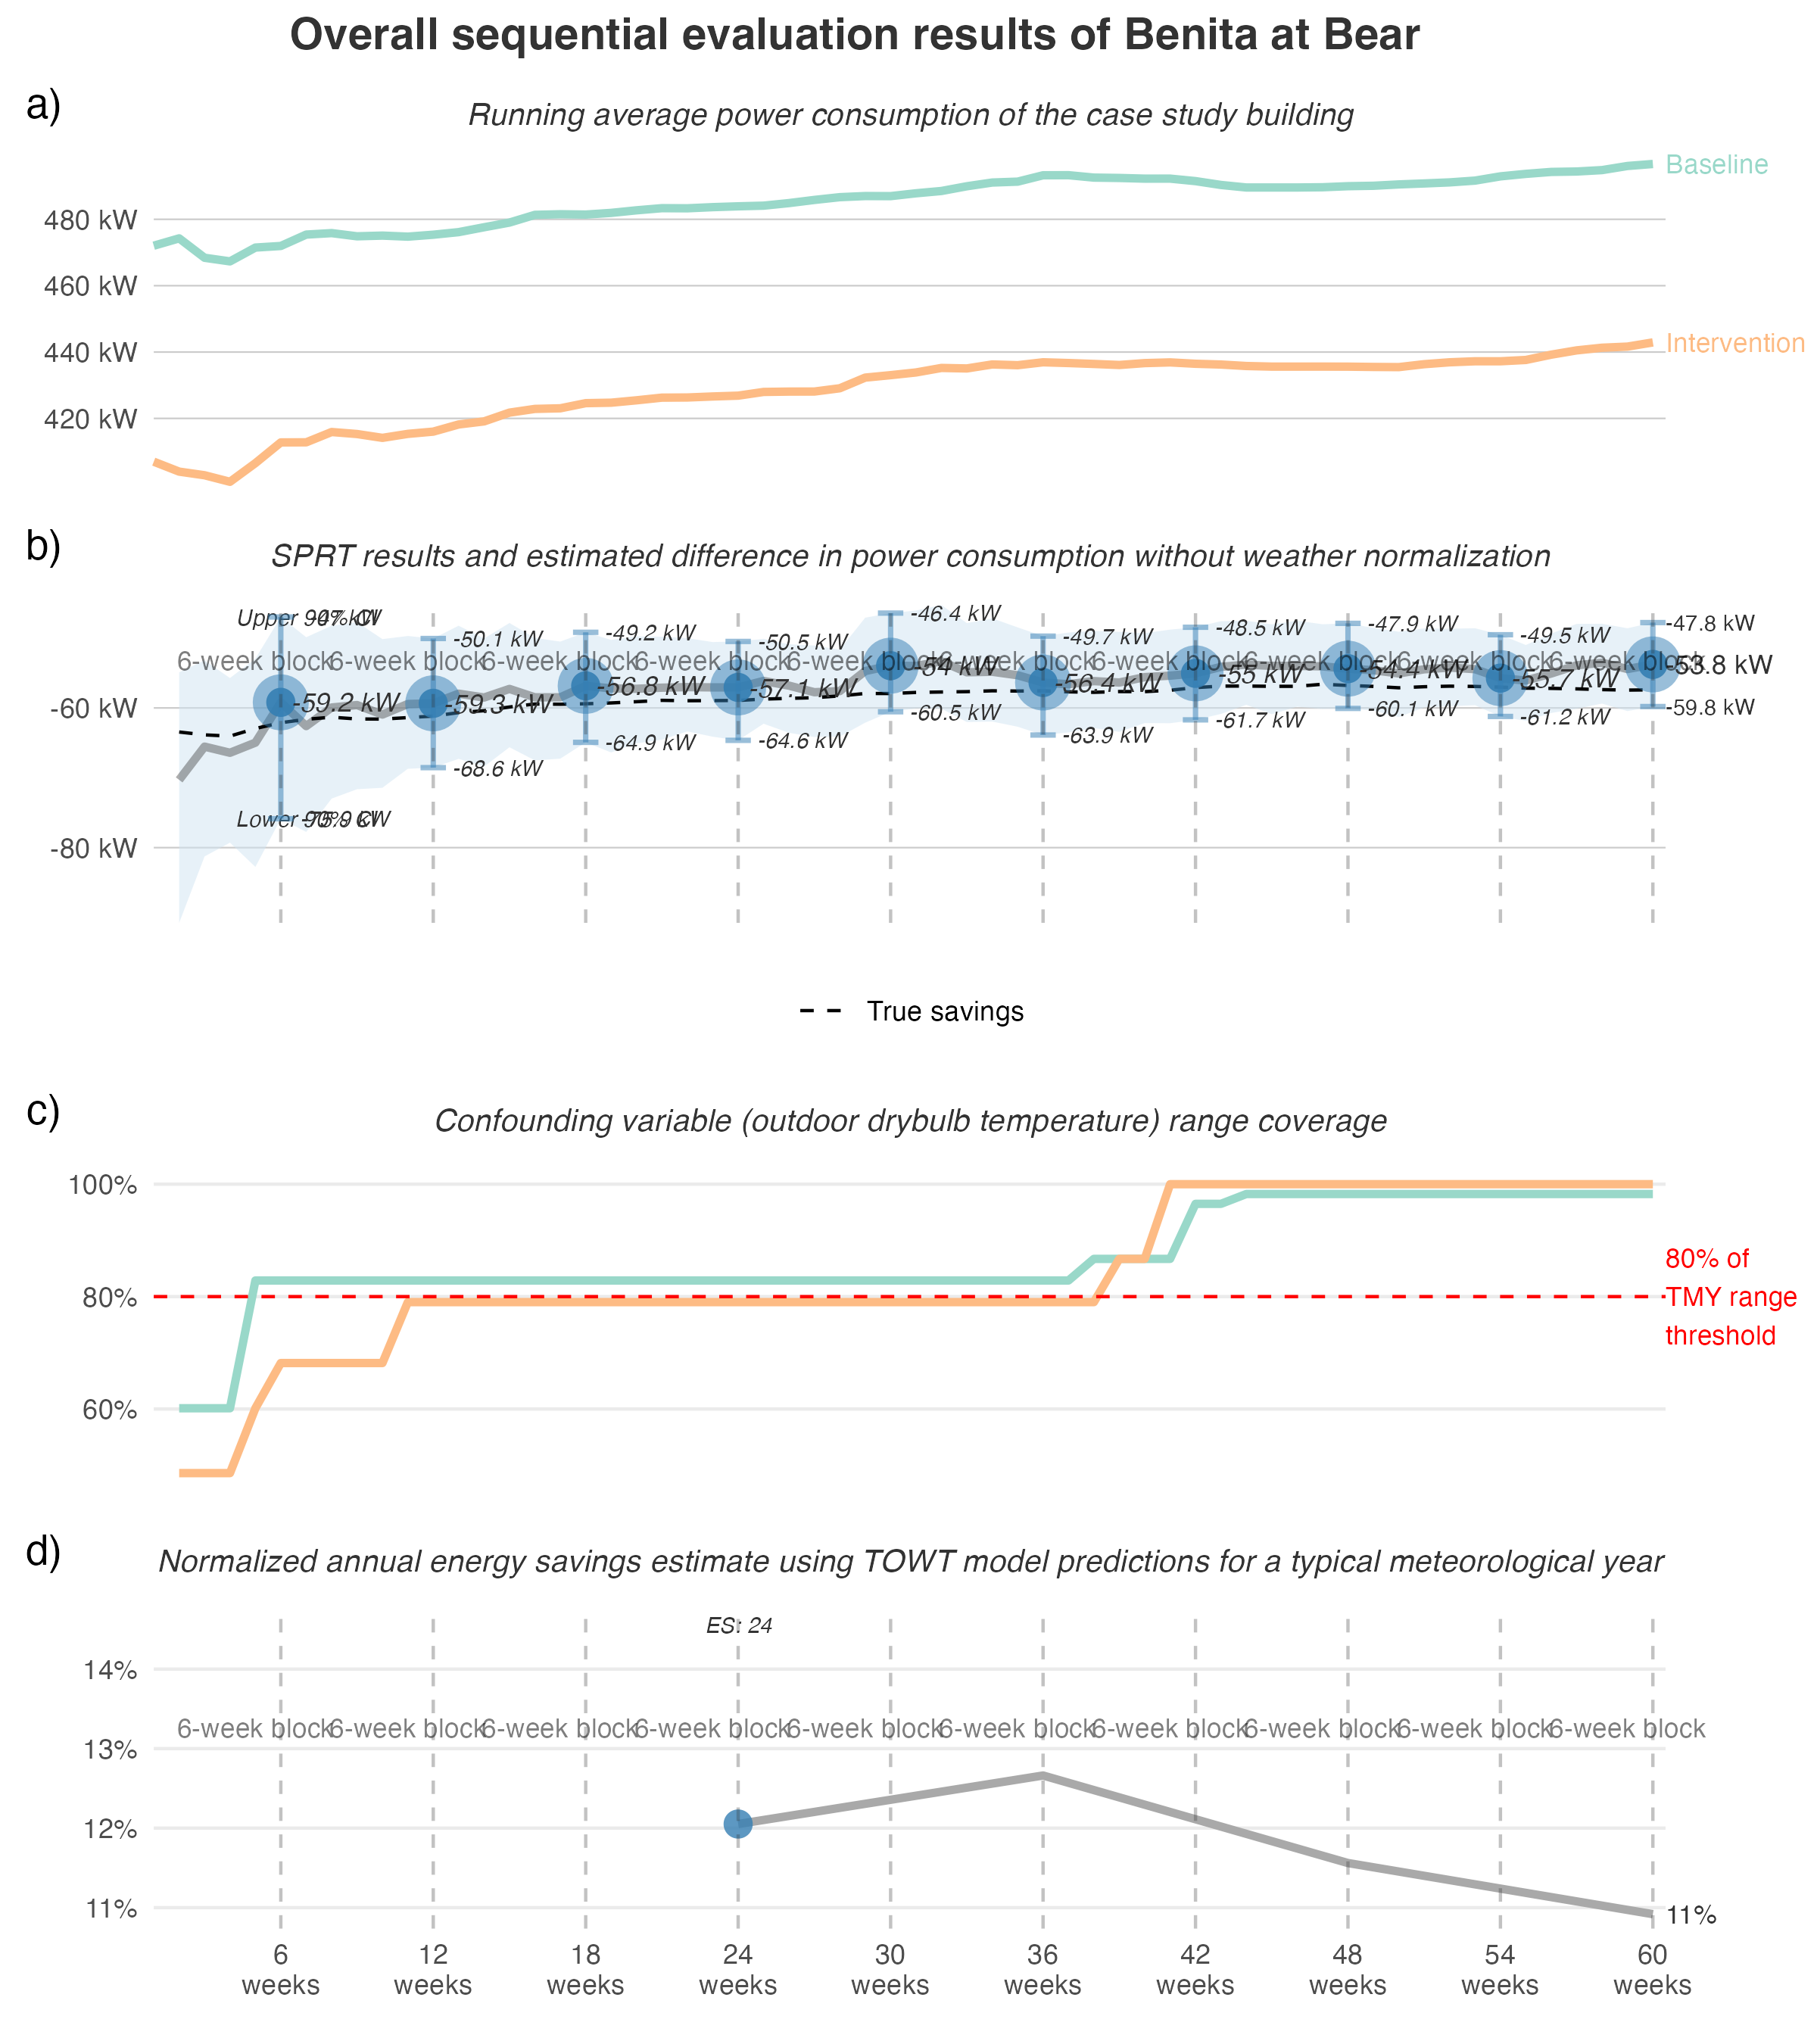 Overall sequential evaluation results of Benita at Bear
a)
Running average power consumption of the case study building
Baseline
480 kW
460 kW
440 kW
Intervention
420 kW
b)
SPRT results and estimated difference in power consumption without weather normalization
Upper 90% CI
-47 kW
-50.1 kW
-49.2 kW
-50.5 kW
-46.4 kW
-49.7 kW
-48.5 kW
-47.9 kW
-49.5 kW
-47.8 kW
6-week block
6-week block
6-week block
6-week block
6-week block
6-week block
6-week block
6-week block
6-week block
6-week block
-59.2 kW
-59.3 kW
-56.8 kW
-57.1 kW
-54 kW
-56.4 kW
-55 kW
-54.4 kW
-55.7 kW
-53.8 kW
-60 kW
Lower 90% CI
-75.9 kW
-68.6 kW
-64.9 kW
-64.6 kW
-60.5 kW
-63.9 kW
-61.7 kW
-60.1 kW
-61.2 kW
-59.8 kW
-80 kW
True savings
c)
Confounding variable (outdoor drybulb temperature) range coverage
100%
80%
60%
80% of
TMY range
threshold
d)
Normalized annual energy savings estimate using TOWT model predictions for a typical meteorological year
ES: 24
14%
6-week block
6-week block
6-week block
6-week block
6-week block
6-week block
6-week block
6-week block
6-week block
6-week block
13%
12%
11%
11%
6
weeks
12
weeks
18
weeks
24
weeks
30
weeks
36
weeks
42
weeks
48
weeks
54
weeks
60
weeks